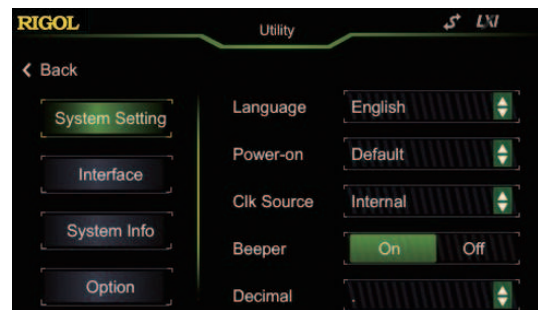 RIGOL
Utility
LXI
Back
System Setting
Interface
System Info
Option
Language English
Power-on Default
Clk Source Internal
Beeper On Off
Decimal .